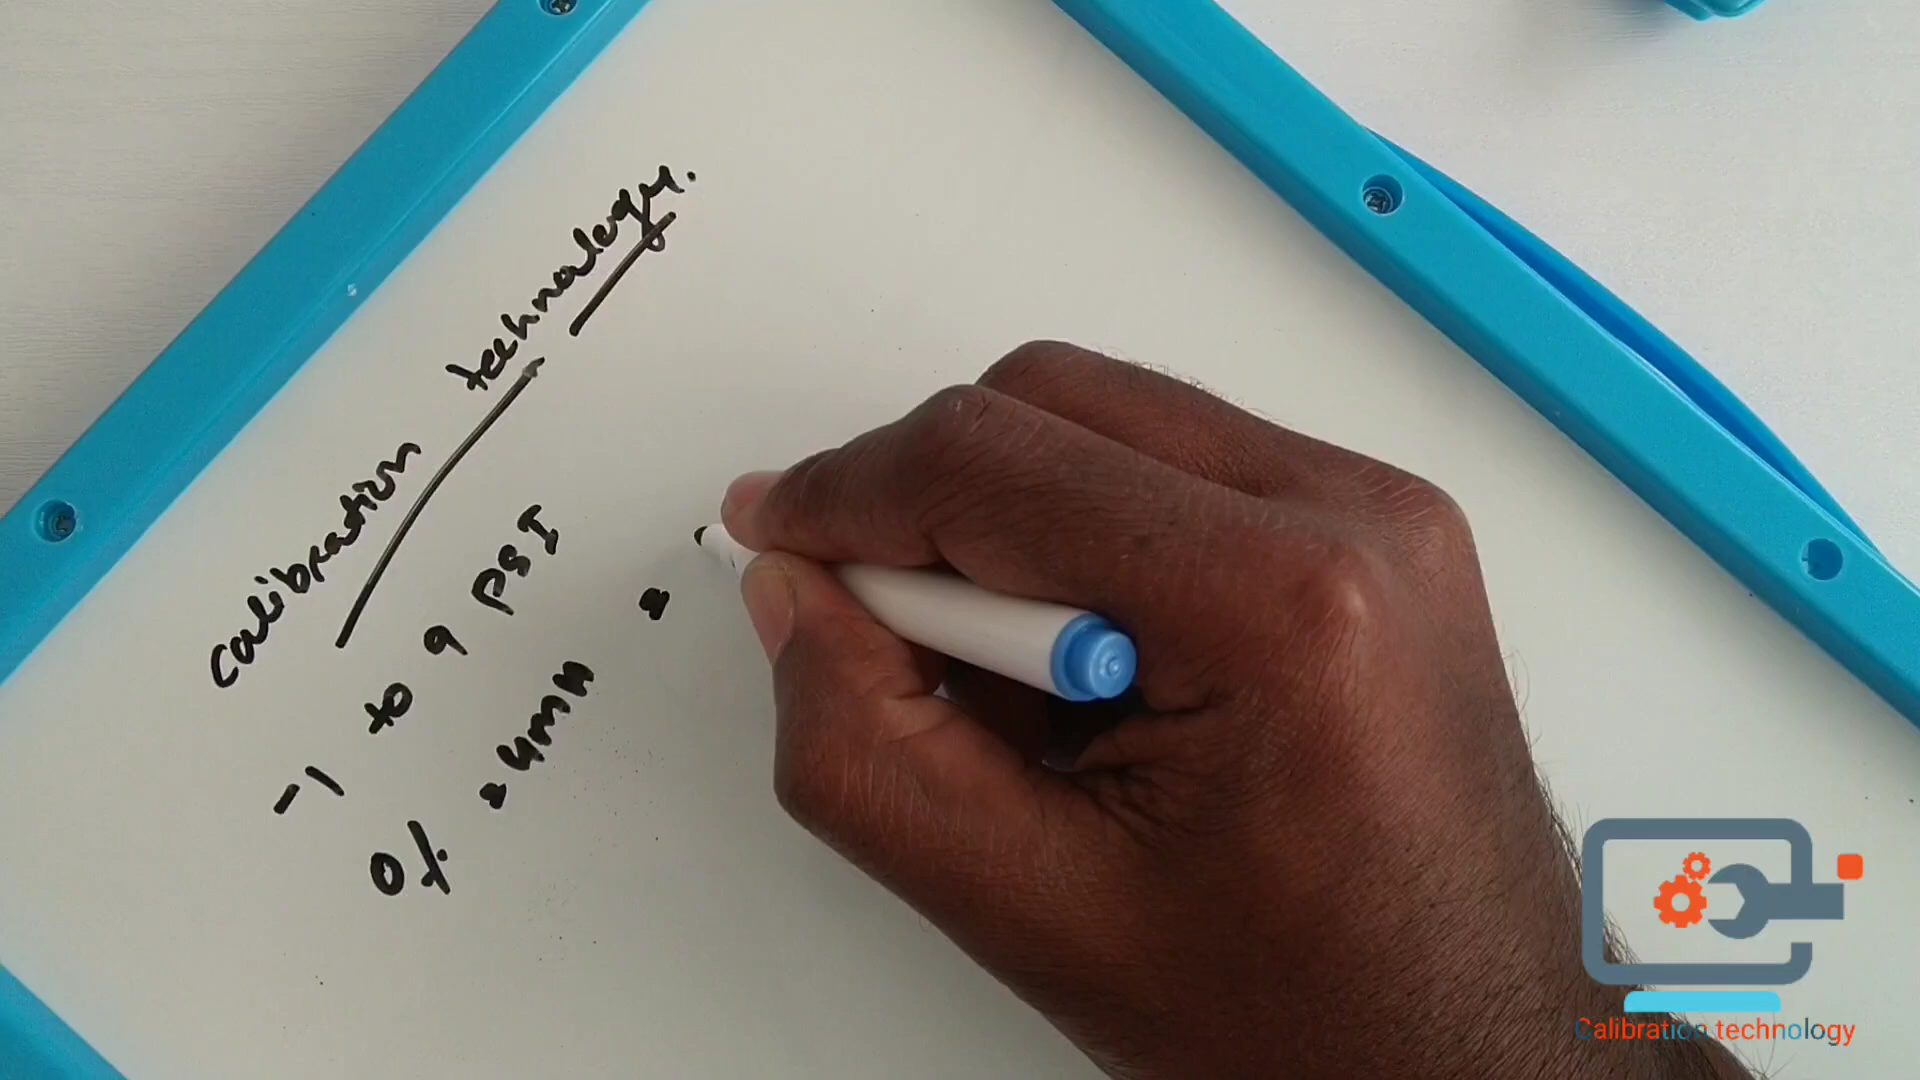 calibration technology.
-1 to 9 PSI
0% = 4mA =
Calibration technology